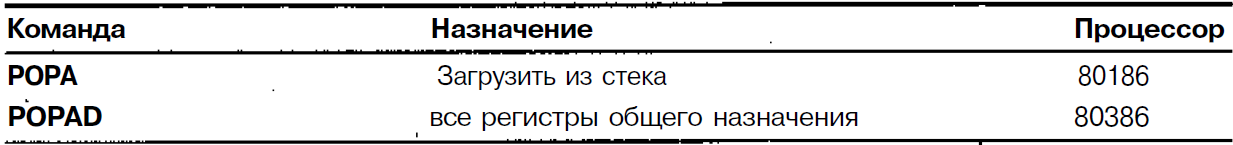 Команда Назначение Процессор
POPA Загрузить из стека 80186
POPAD все регистры общего назначения 80386